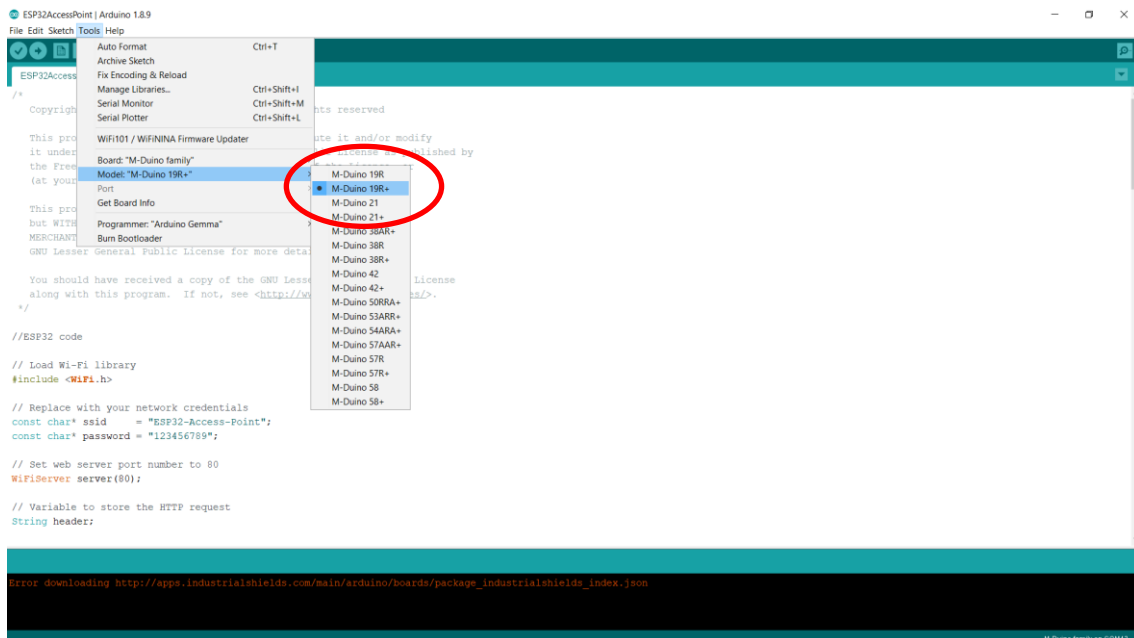 ESP32AccessPoint | Arduino 1.8.9
File Edit Sketch Tools Help
Auto Format Ctrl+T
Archive Sketch
Fix Encoding & Reload
Manage Libraries... Ctrl+Shift+I
Serial Monitor Ctrl+Shift+M
Serial Plotter Ctrl+Shift+L
WiFi101 / WiFiNINA Firmware Updater
Board: "M-Duino family"
Model: "M-Duino 19R+"
Port
Get Board Info
Programmer: "Arduino Gemma"
Burn Bootloader
M-Duino 19R
M-Duino 19R+
M-Duino 21
M-Duino 21+
M-Duino 38AR+
M-Duino 38R
M-Duino 38R+
M-Duino 42
M-Duino 42+
M-Duino 50RRA+
M-Duino 53ARR+
M-Duino 54ARA+
M-Duino 57AAR+
M-Duino 57R
M-Duino 57R+
M-Duino 58
M-Duino 58+
ESP32Access
/*
Copyrigh hts reserved
This pro ute it and/or modify
it under License as published by
the Free
(at your
This pro
but WITH
MERCHANT
GNU Lesser General Public License for more deta
You should have received a copy of the GNU Lesse License
along with this program. If not, see <http://w es/>.
*/
//ESP32 code
// Load Wi-Fi library
#include <WiFi.h>
// Replace with your network credentials
const char* ssid = "ESP32-Access-Point";
const char* password = "123456789";
// Set web server port number to 80
WiFiServer server(80);
// Variable to store the HTTP request
String header;
Error downloading http://apps.industrialshields.com/main/arduino/boards/package_industrialshields_index.json